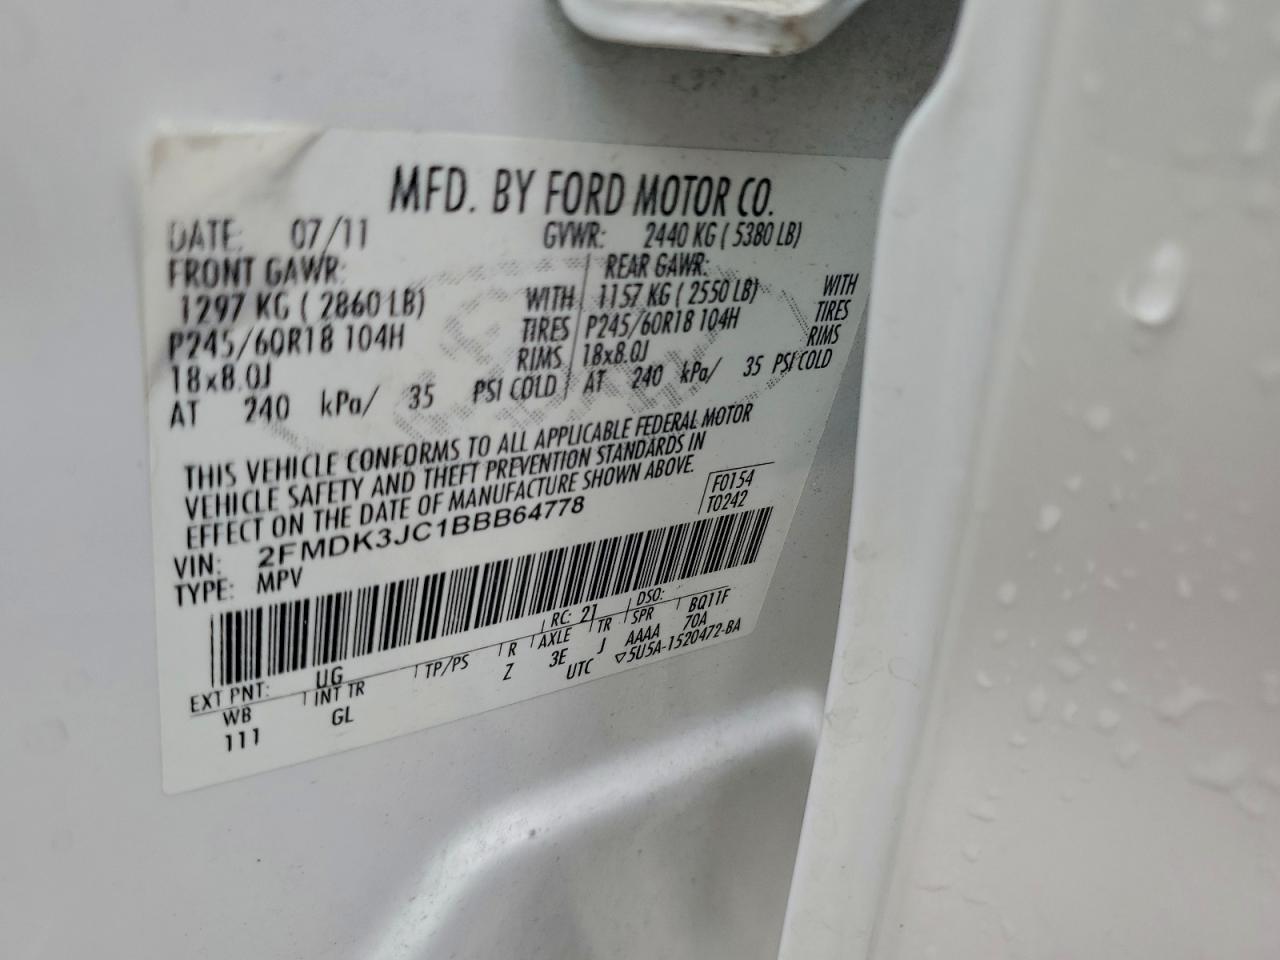 MFD. BY FORD MOTOR CO.
DATE: 07/11 GVWR: 2440 KG ( 5380 LB)
FRONT GAWR: REAR GAWR:
1297 KG ( 2860 LB) WITH 1157 KG ( 2550 LB) WITH
P245/60R18 104H TIRES P245/60R18 104H TIRES
18x8.0J RIMS 18x8.0J RIMS
AT 240 kPa/ 35 PSI COLD AT 240 kPa/ 35 PSI COLD
THIS VEHICLE CONFORMS TO ALL APPLICABLE FEDERAL MOTOR
VEHICLE SAFETY AND THEFT PREVENTION STANDARDS IN
EFFECT ON THE DATE OF MANUFACTURE SHOWN ABOVE.
F0154
T0242
VIN: 2FMDK3JC1BBB64778
TYPE: MPV
EXT PNT: UG RC: 21 DSO:
WB INT TR TP/PS R AXLE TR SPR BQ11F
111 GL Z 3E J AAAA 70A
UTC ▽5U5A-1520472-BA